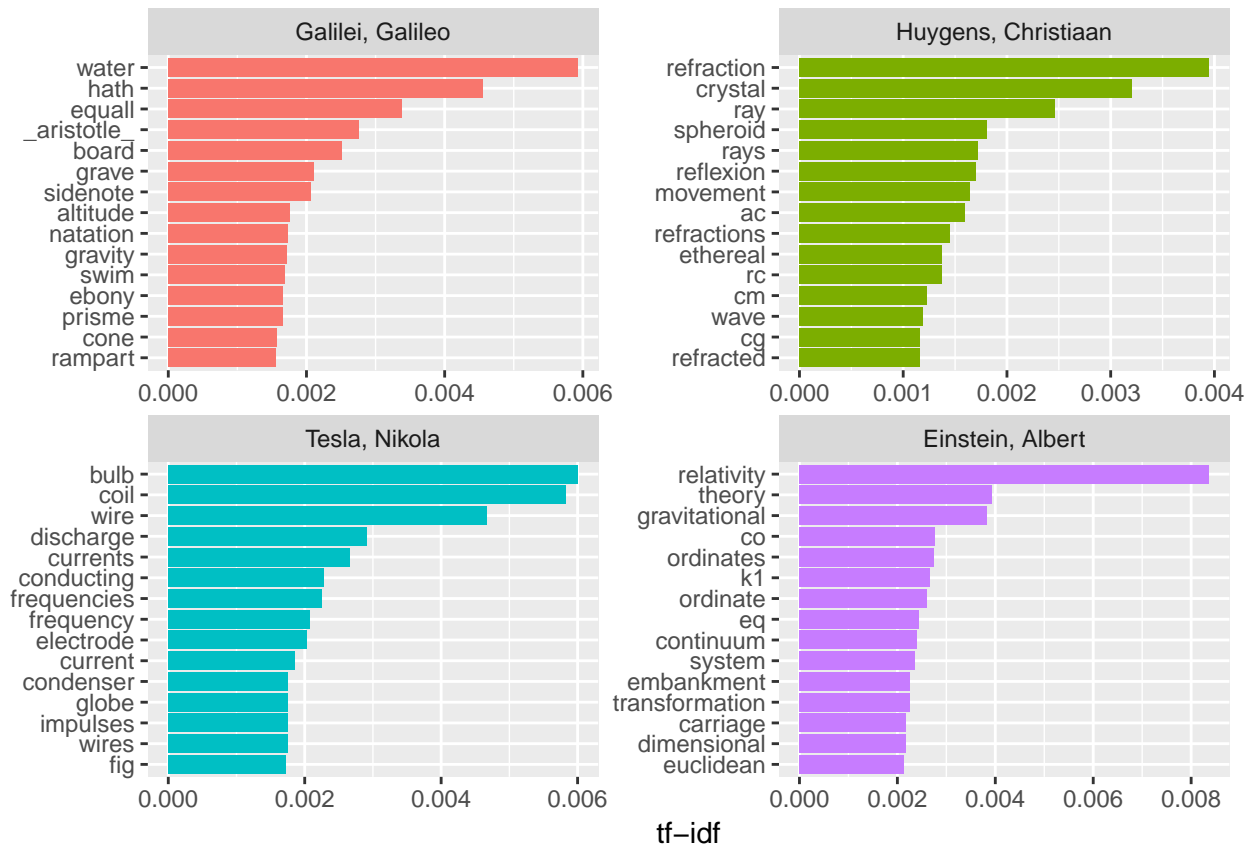 Galilei, Galileo
water
hath
equall
_aristotle_
board
grave
sidenote
altitude
natation
gravity
swim
ebony
prisme
cone
rampart
0.000 0.002 0.004 0.006
Huygens, Christiaan
refraction
crystal
ray
spheroid
rays
reflexion
movement
ac
refractions
ethereal
rc
cm
wave
cg
refracted
0.000 0.001 0.002 0.003 0.004
Tesla, Nikola
bulb
coil
wire
discharge
currents
conducting
frequencies
frequency
electrode
current
condenser
globe
impulses
wires
fig
0.000 0.002 0.004 0.006
Einstein, Albert
relativity
theory
gravitational
co
ordinates
k1
ordinate
eq
continuum
system
embankment
transformation
carriage
dimensional
euclidean
0.000 0.002 0.004 0.006 0.008
tf−idf